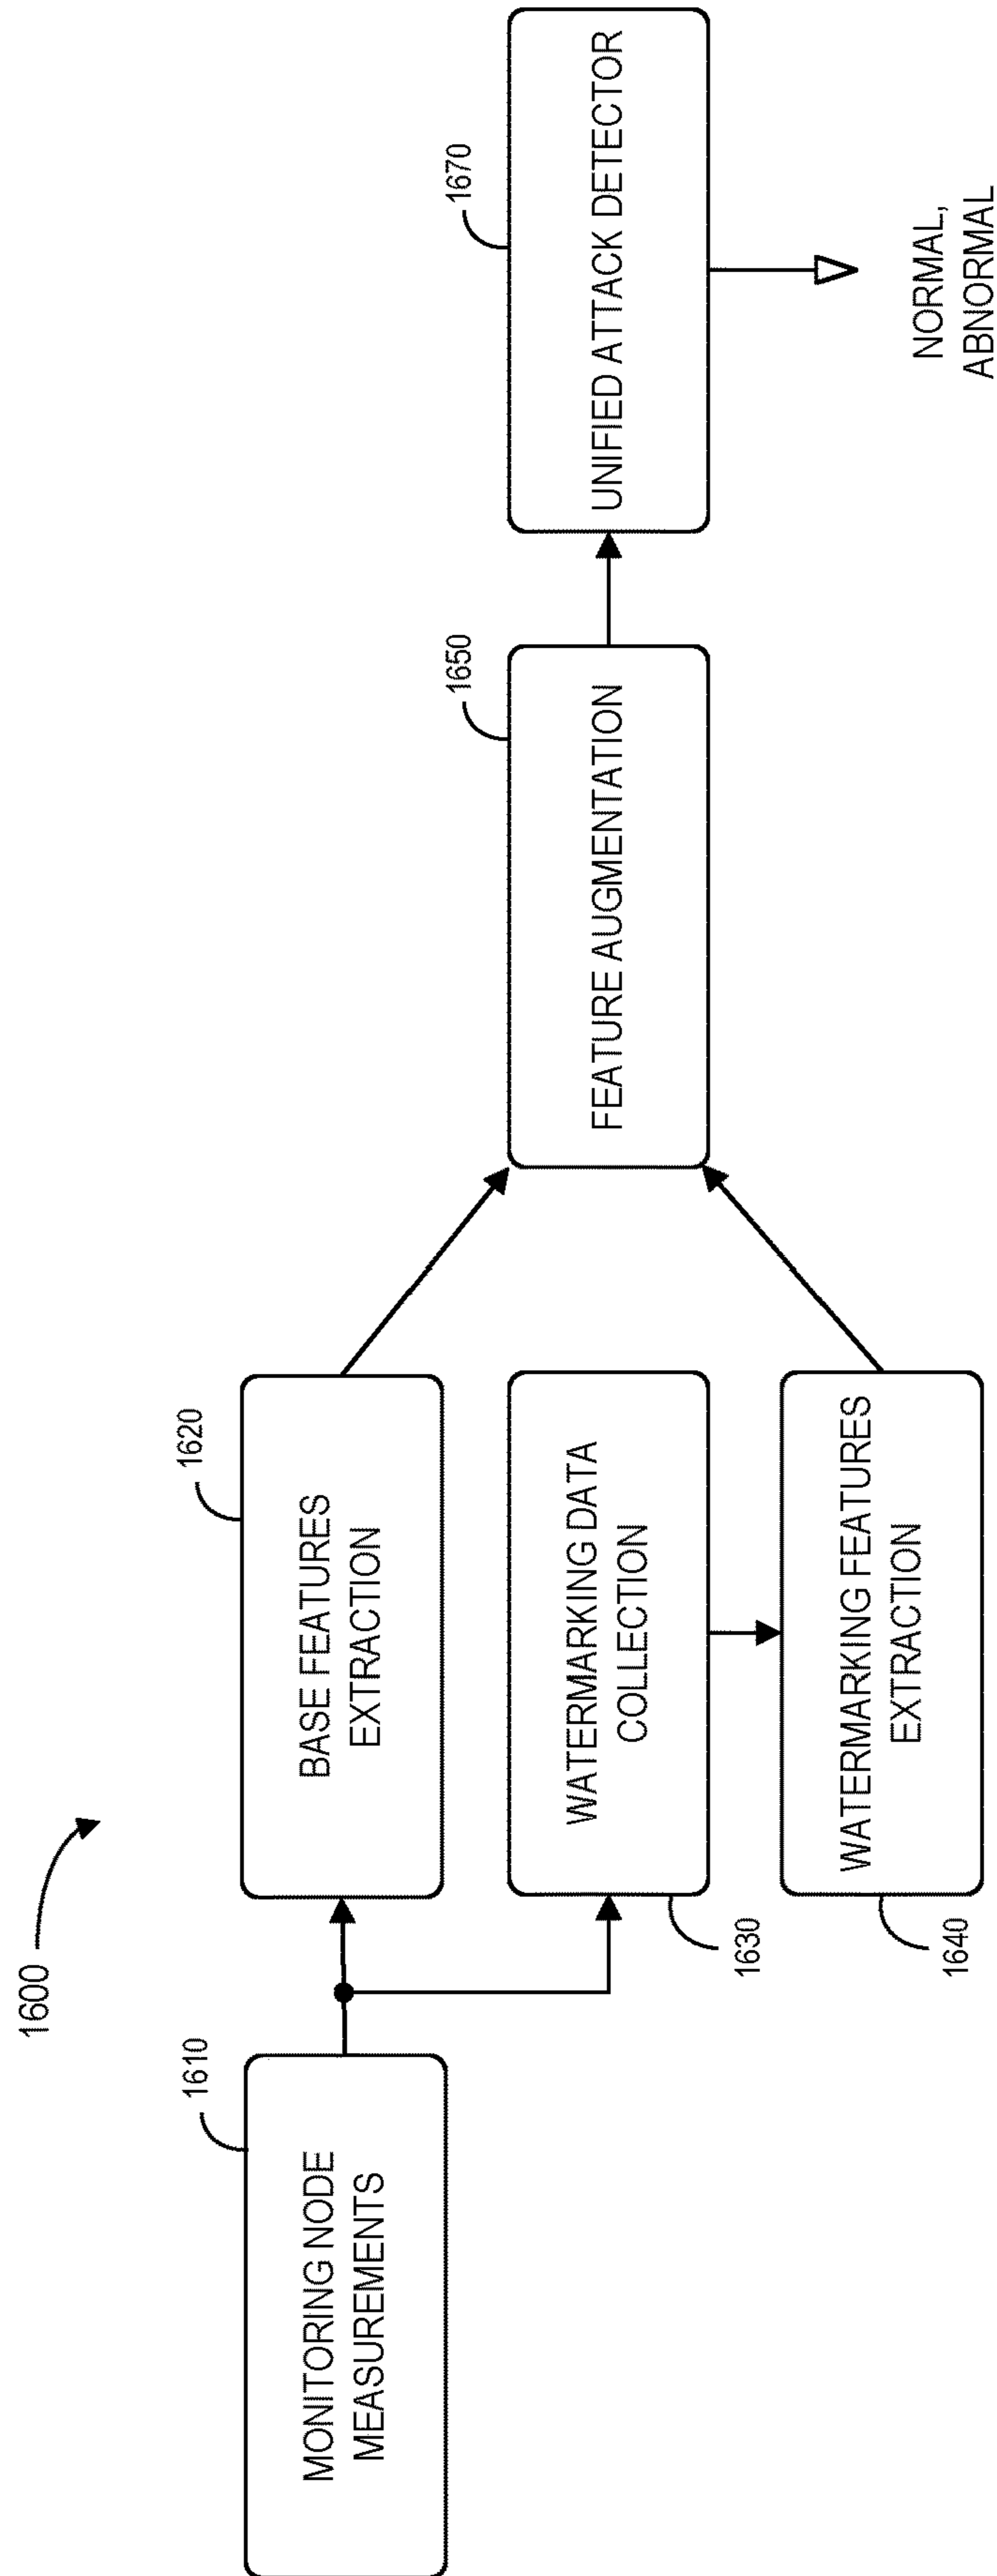 1600
1610
MONITORING NODE
MEASUREMENTS
1620
BASE FEATURES
EXTRACTION
WATERMARKING DATA
COLLECTION
1630
WATERMARKING FEATURES
EXTRACTION
1640
1650
FEATURE AUGMENTATION
1670
UNIFIED ATTACK DETECTOR
NORMAL,
ABNORMAL